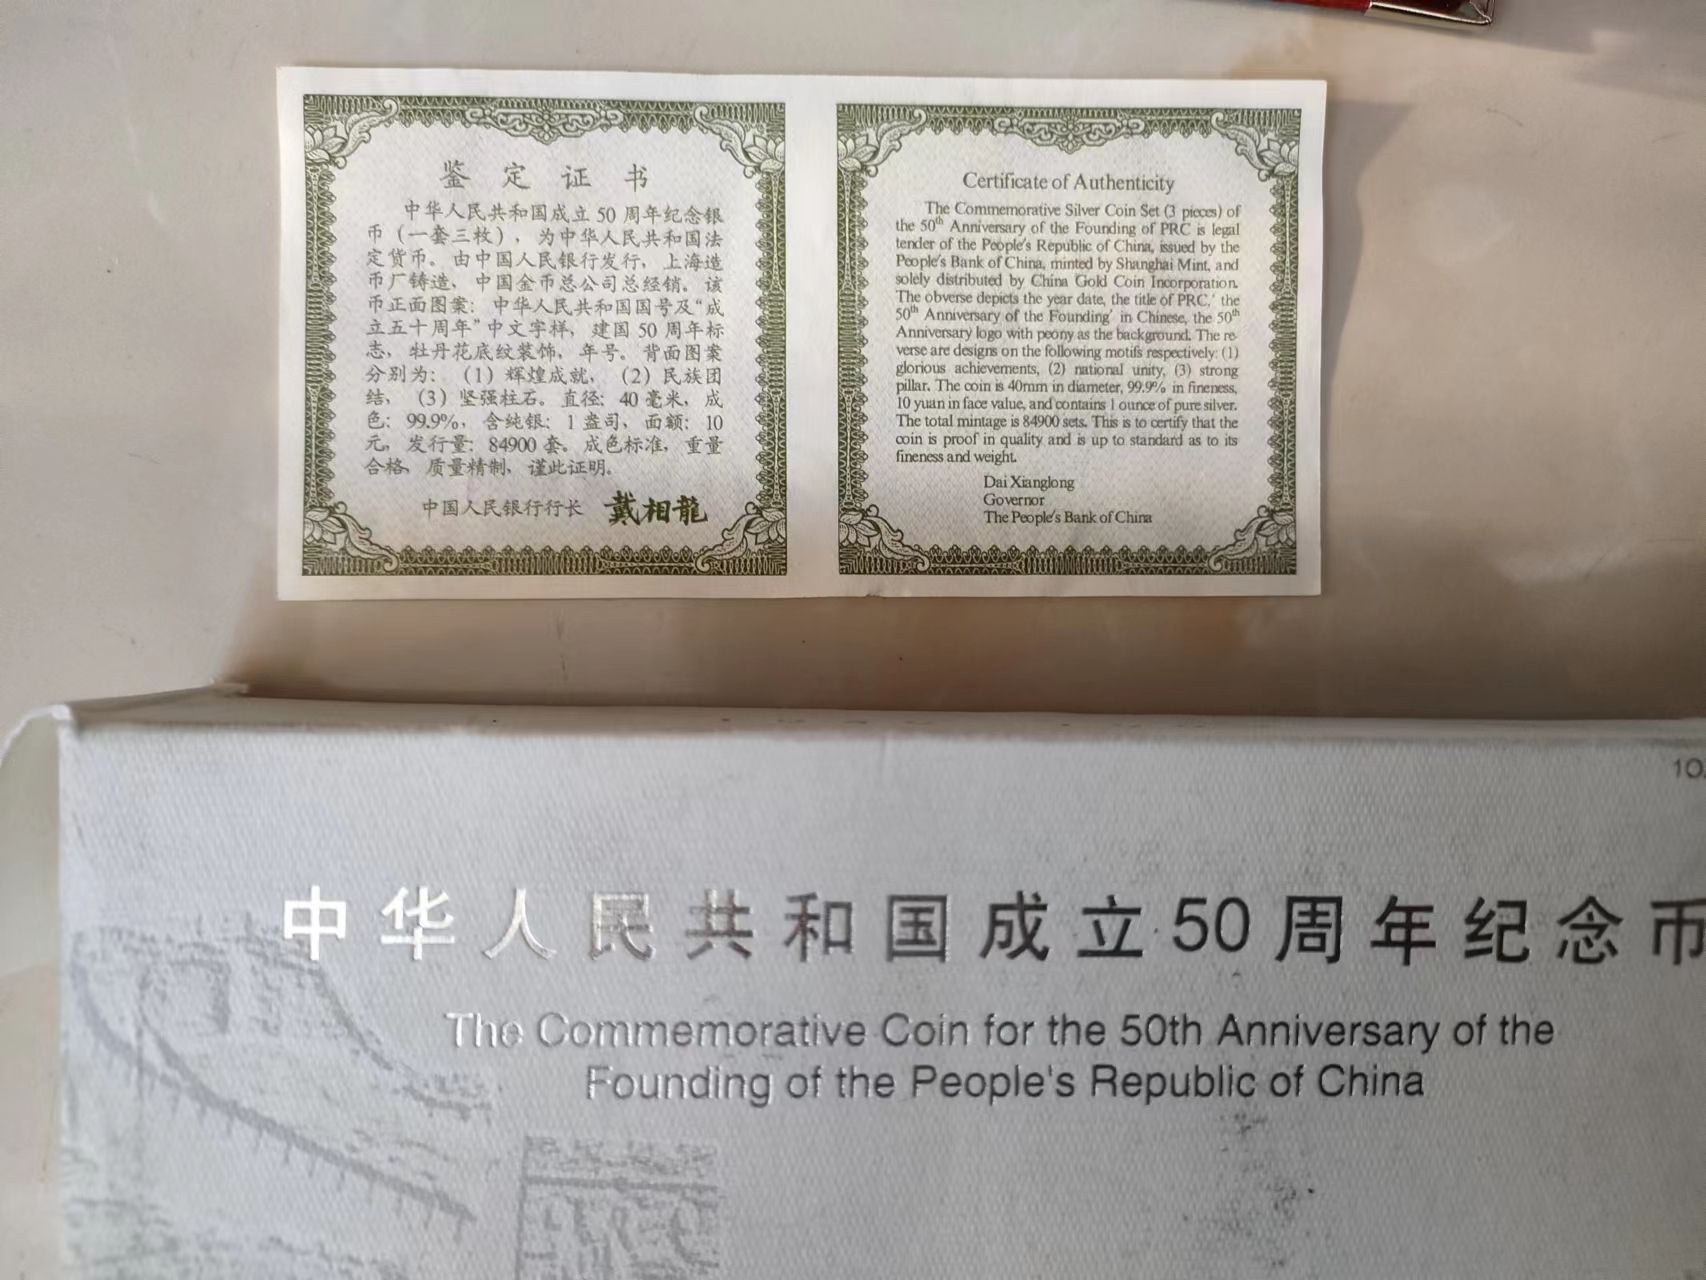 鉴定证书
中华人民共和国成立 50 周年纪念银
币（一套三枚），为中华人民共和国法
定货币。由中国人民银行发行，上海造
币厂铸造，中国金币总公司总经销。该
币正面图案：中华人民共和国国号及“成
立五十周年”中文字样，建国 50 周年标
志，牡丹花底纹装饰，年号。背面图案
分别为：（1）辉煌成就，（2）民族团
结，（3）坚强柱石。直径：40 毫米，成
色：99.9%，含纯银：1 盎司，面额：10
元，发行量：84900 套。成色标准，重量
合格，质量精制，谨此证明。
中国人民银行行长 戴相龍
Certificate of Authenticity
The Commemorative Silver Coin Set (3 pieces) of
the 50th Anniversary of the Founding of PRC is legal
tender of the People's Republic of China, issued by the
People's Bank of China, minted by Shanghai Mint, and
solely distributed by China Gold Coin Incorporation.
The obverse depicts the year date, the title of PRC,' the
50th Anniversary of the Founding' in Chinese, the 50th
Anniversary logo with peony as the background. The re-
verse are designs on the following motifs respectively: (1)
glorious achievements, (2) national unity, (3) strong
pillar. The coin is 40mm in diameter, 99.9% in fineness,
10 yuan in face value, and contains 1 ounce of pure silver.
The total mintage is 84900 sets. This is to certify that the
coin is proof in quality and is up to standard as to its
fineness and weight.
Dai Xianglong
Governor
The People's Bank of China
10
中华人民共和国成立50周年纪念币
The Commemorative Coin for the 50th Anniversary of the
Founding of the People's Republic of China